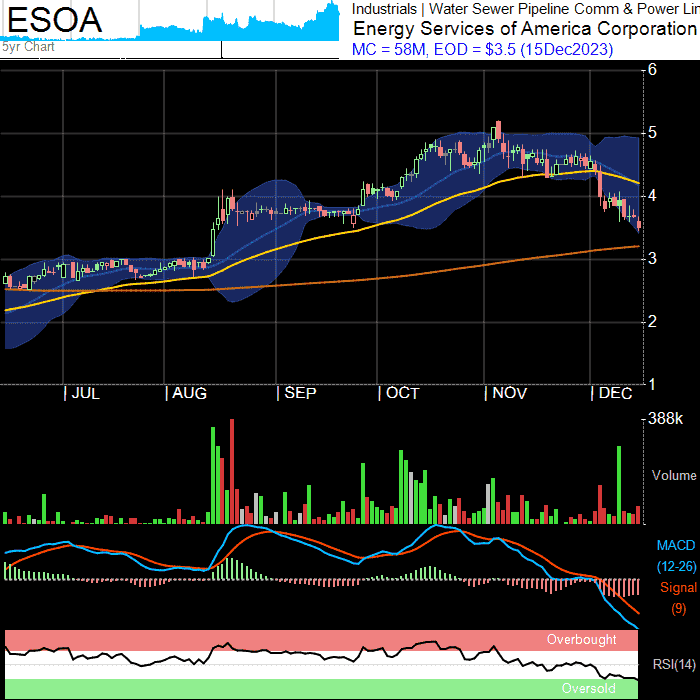 ESOA
5yr Chart
Industrials | Water Sewer Pipeline Comm & Power Lin
Energy Services of America Corporation
MC = 58M, EOD = $3.5 (15Dec2023)
6
5
4
3
2
1
| JUL | AUG | SEP | OCT | NOV | DEC
388k
Volume
MACD
(12-26)
Signal
(9)
Overbought
RSI(14)
Oversold